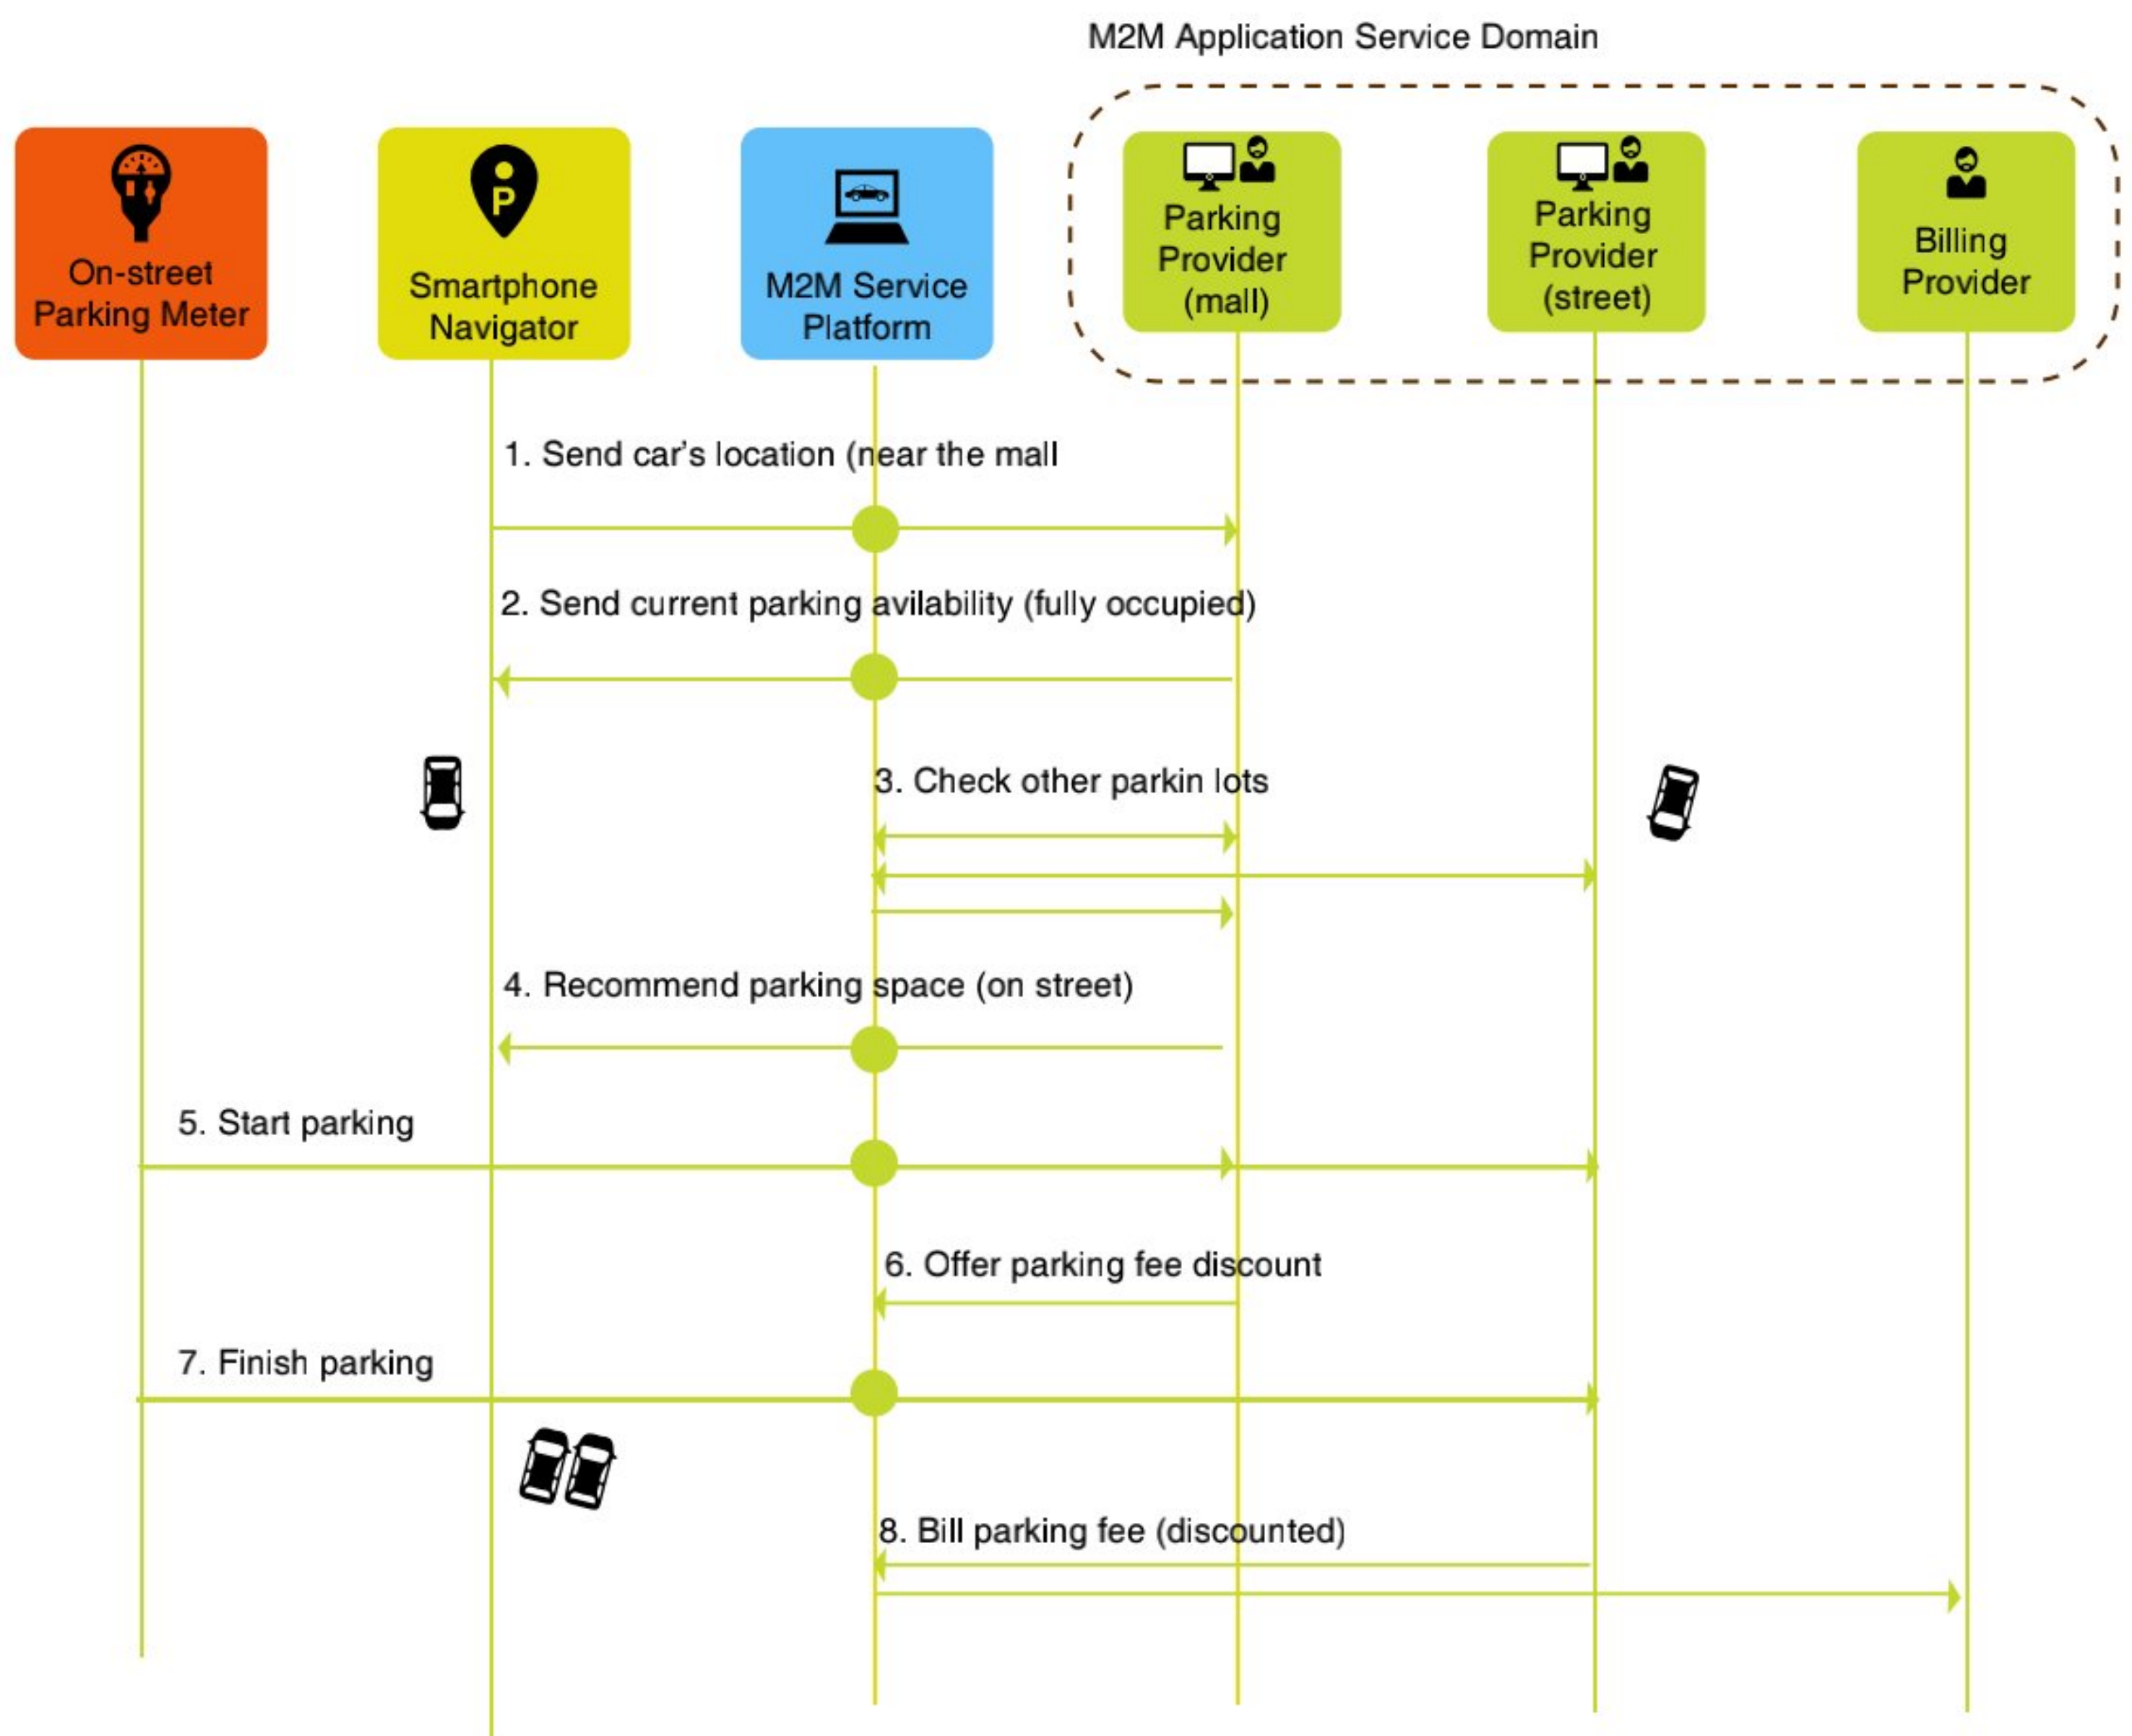 M2M Application Service Domain
On-street
Parking Meter
P
Smartphone
Navigator
M2M Service
Platform
Parking
Provider
(mall)
Parking
Provider
(street)
Billing
Provider
1. Send car's location (near the mall
2. Send current parking avilability (fully occupied)
3. Check other parkin lots
4. Recommend parking space (on street)
5. Start parking
6. Offer parking fee discount
7. Finish parking
8. Bill parking fee (discounted)